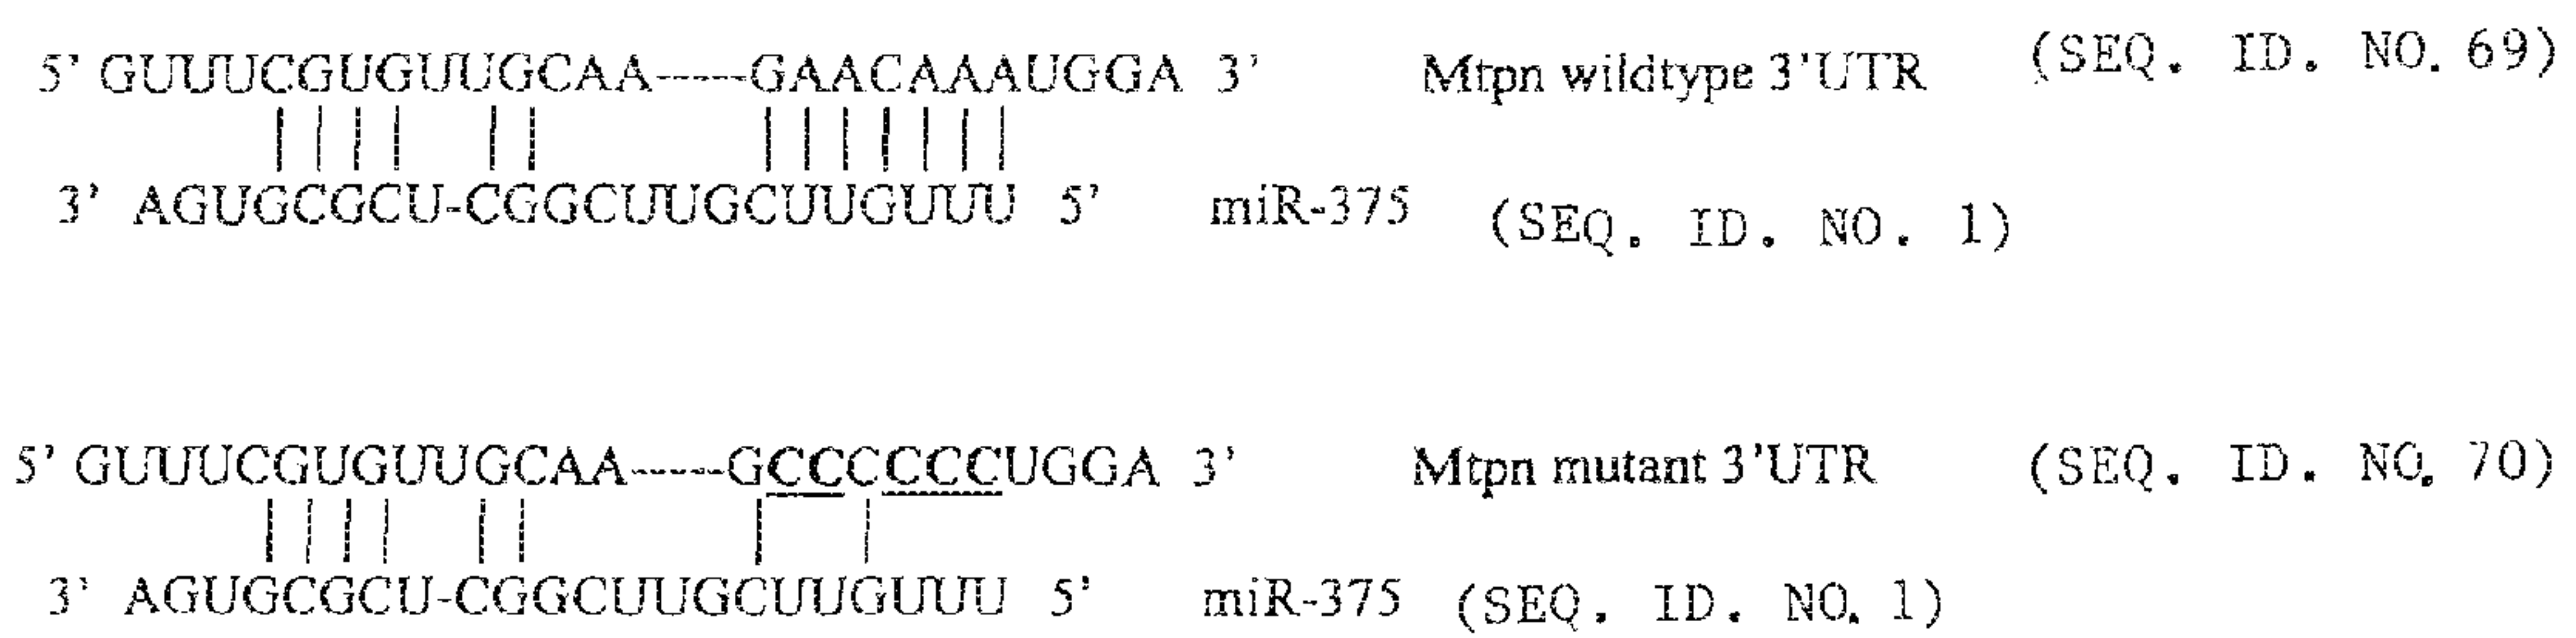 5' GUUUCGUGUUGCAA-----GAACAAAUGGA 3' Mtpn wildtype 3'UTR (SEQ. ID. NO. 69)
3' AGUGCGCU-CGGCUUGCUUGUUU 5' miR-375 (SEQ. ID. NO. 1)
5' GUUUCGUGUUGCAA-----GCCCCCCUGGA 3' Mtpn mutant 3'UTR (SEQ. ID. NO. 70)
3' AGUGCGCU-CGGCUUGCUUGUUU 5' miR-375 (SEQ. ID. NO. 1)